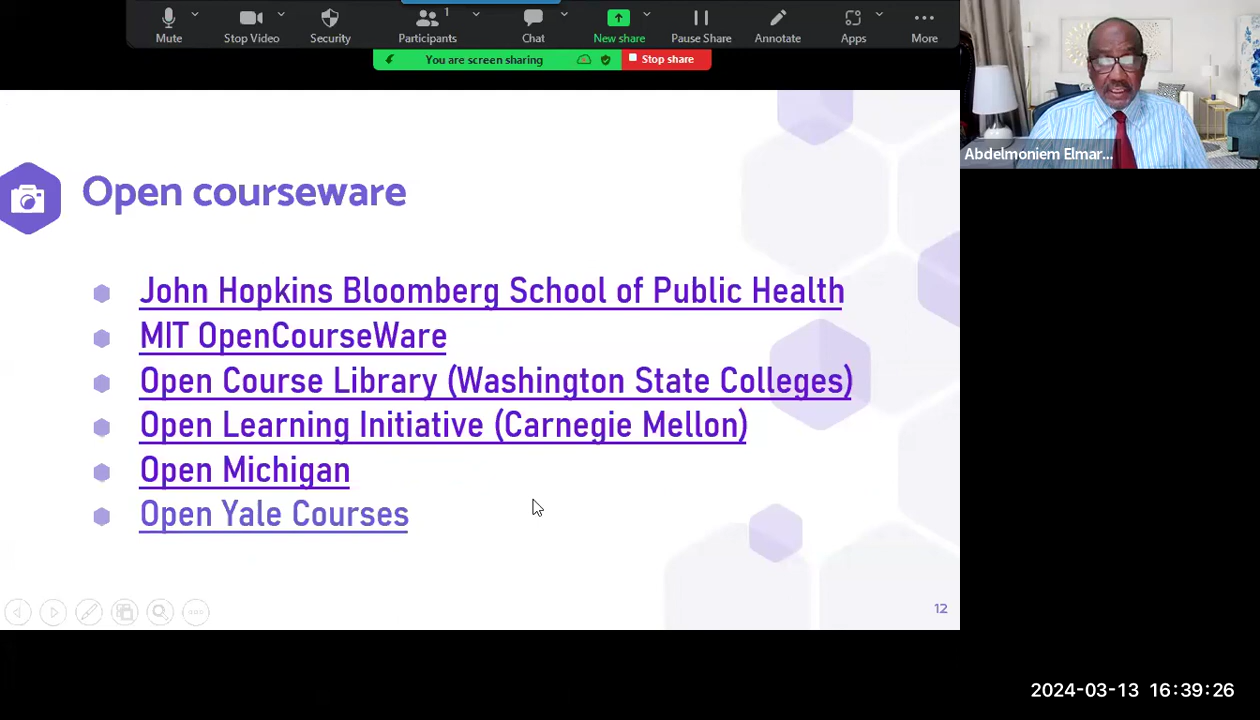 Mute
Stop Video
Security
Participants
1
Chat
New share
Pause Share
Annotate
Apps
More
You are screen sharing
Stop share
Abdelmoniem Elmar...
Open courseware
John Hopkins Bloomberg School of Public Health
MIT OpenCourseWare
Open Course Library (Washington State Colleges)
Open Learning Initiative (Carnegie Mellon)
Open Michigan
Open Yale Courses
12
2024-03-13 16:39:26